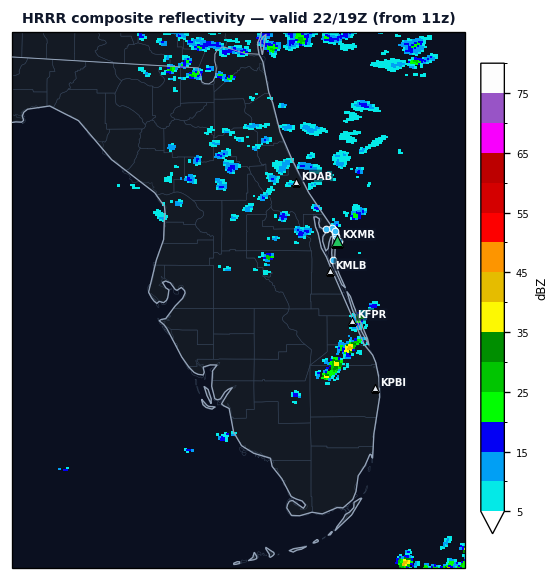 HRRR composite reflectivity — valid 22/19Z (from 11z)
KDAB
KXMR
KMLB
KFPR
KPBI
75
65
55
45
35
25
15
5
dBZ